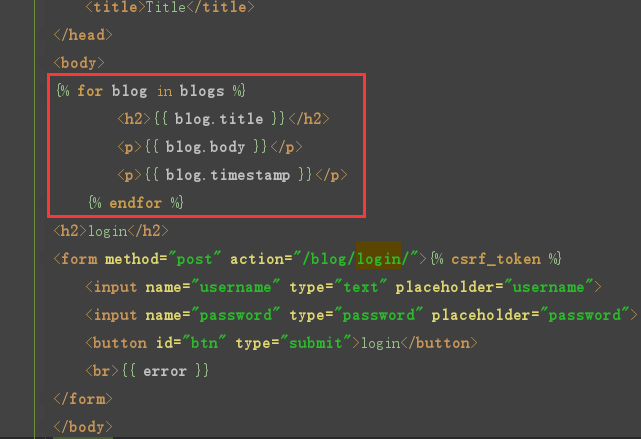 <title>Title</title>
</head>
<body>
{% for blog in blogs %}
<h2>{{ blog.title }}</h2>
<p>{{ blog.body }}</p>
<p>{{ blog.timestamp }}</p>
{% endfor %}
<h2>login</h2>
<form method="post" action="/blog/login/">{% csrf_token %}
<input name="username" type="text" placeholder="username">
<input name="password" type="password" placeholder="password">
<button id="btn" type="submit">login</button>
<br>{{ error }}
</form>
</body>